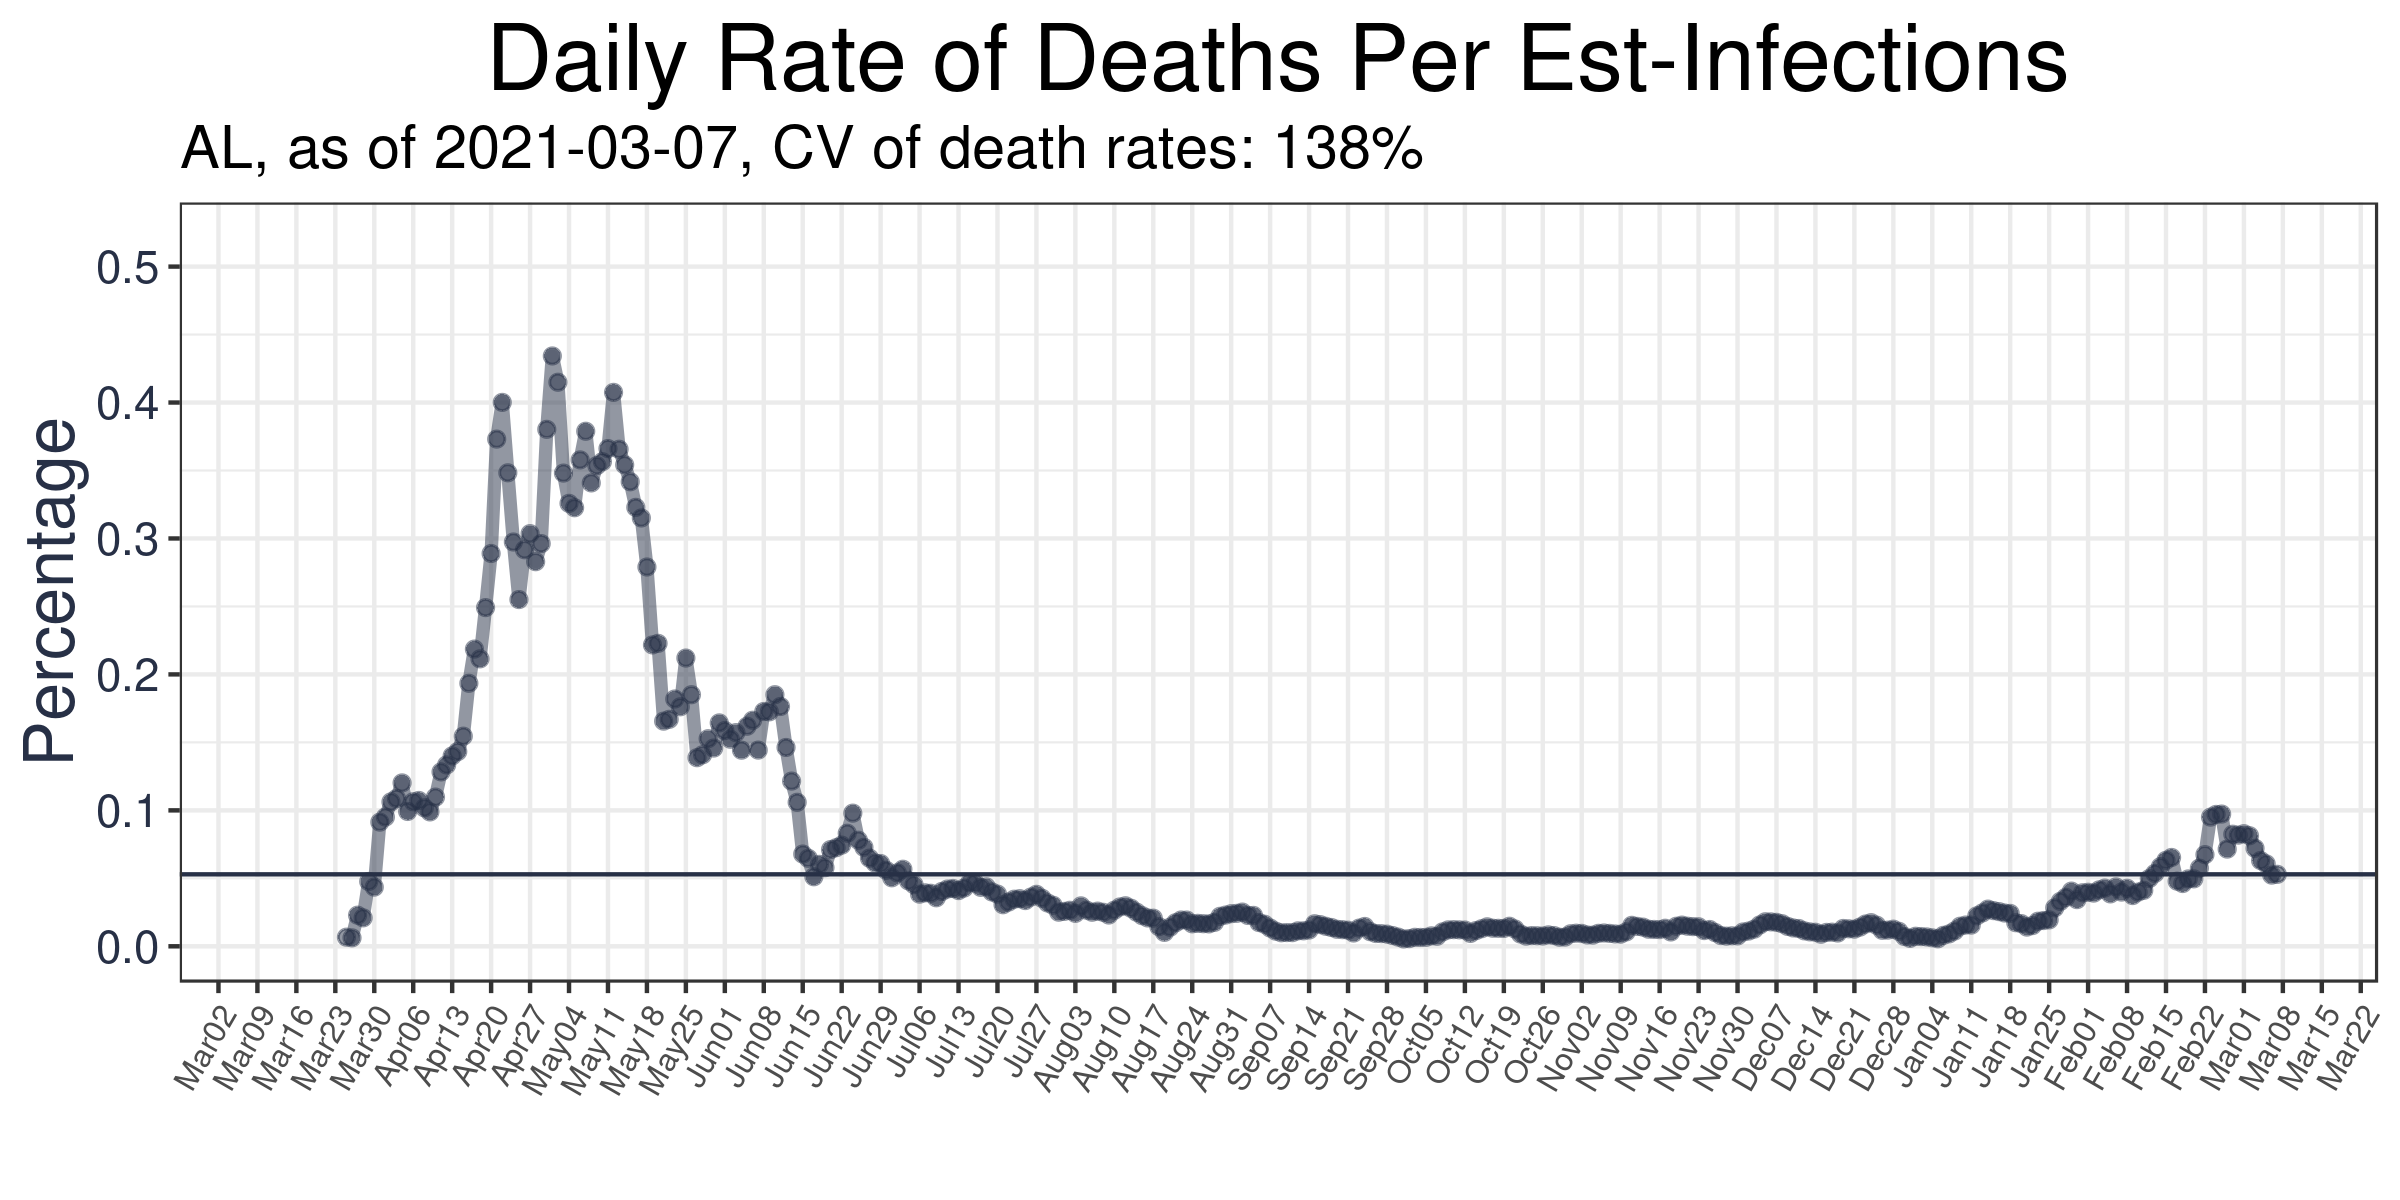 Daily Rate of Deaths Per Est-Infections
AL, as of 2021-03-07, CV of death rates: 138%
Percentage
0.5
0.4
0.3
0.2
0.1
0.0
Mar02
Mar09
Mar16
Mar23
Mar30
Apr06
Apr13
Apr20
Apr27
May04
May11
May18
May25
Jun01
Jun08
Jun15
Jun22
Jun29
Jul06
Jul13
Jul20
Jul27
Aug03
Aug10
Aug17
Aug24
Aug31
Sep07
Sep14
Sep21
Sep28
Oct05
Oct12
Oct19
Oct26
Nov02
Nov09
Nov16
Nov23
Nov30
Dec07
Dec14
Dec21
Dec28
Dec04
Jan11
Jan18
Jan25
Feb01
Feb08
Feb15
Feb22
Mar01
Mar08
Mar15
Mar22